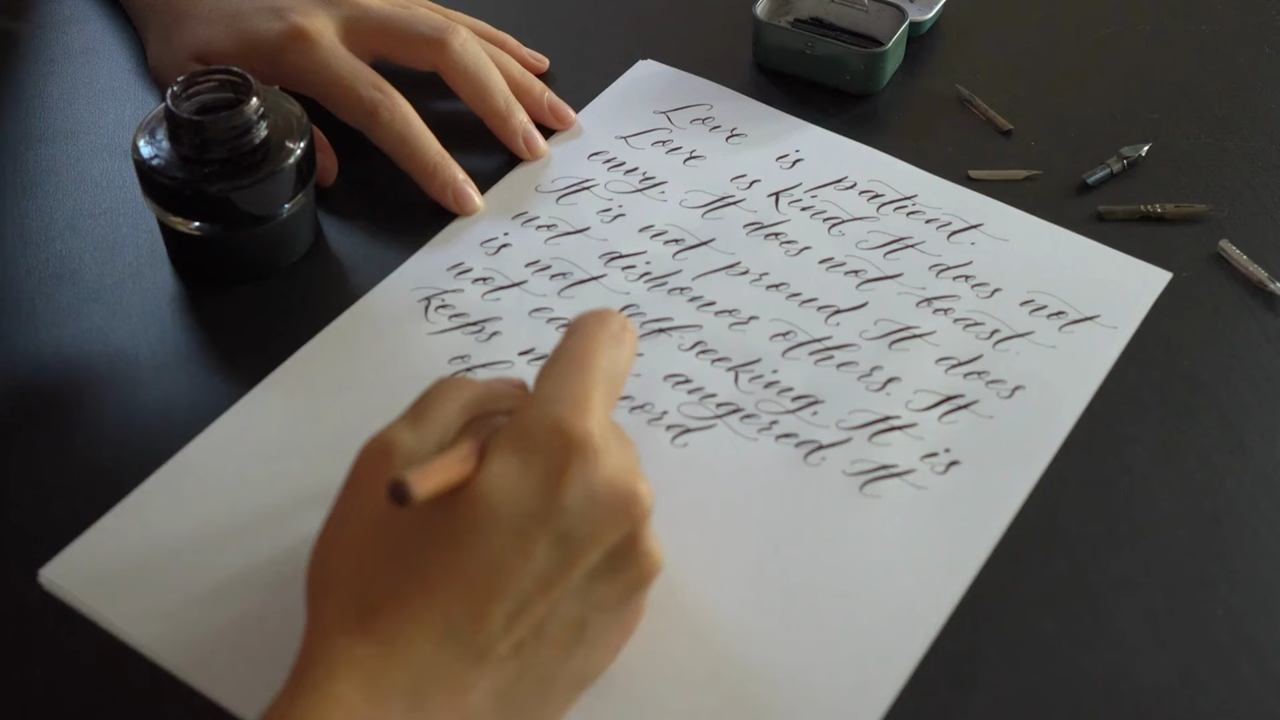 Love is patient.
Love is kind. It does not
envy. It does not boast.
It is not proud. It does
not dishonor others. It
is not self-seeking. It is
not angered. It
keeps
of